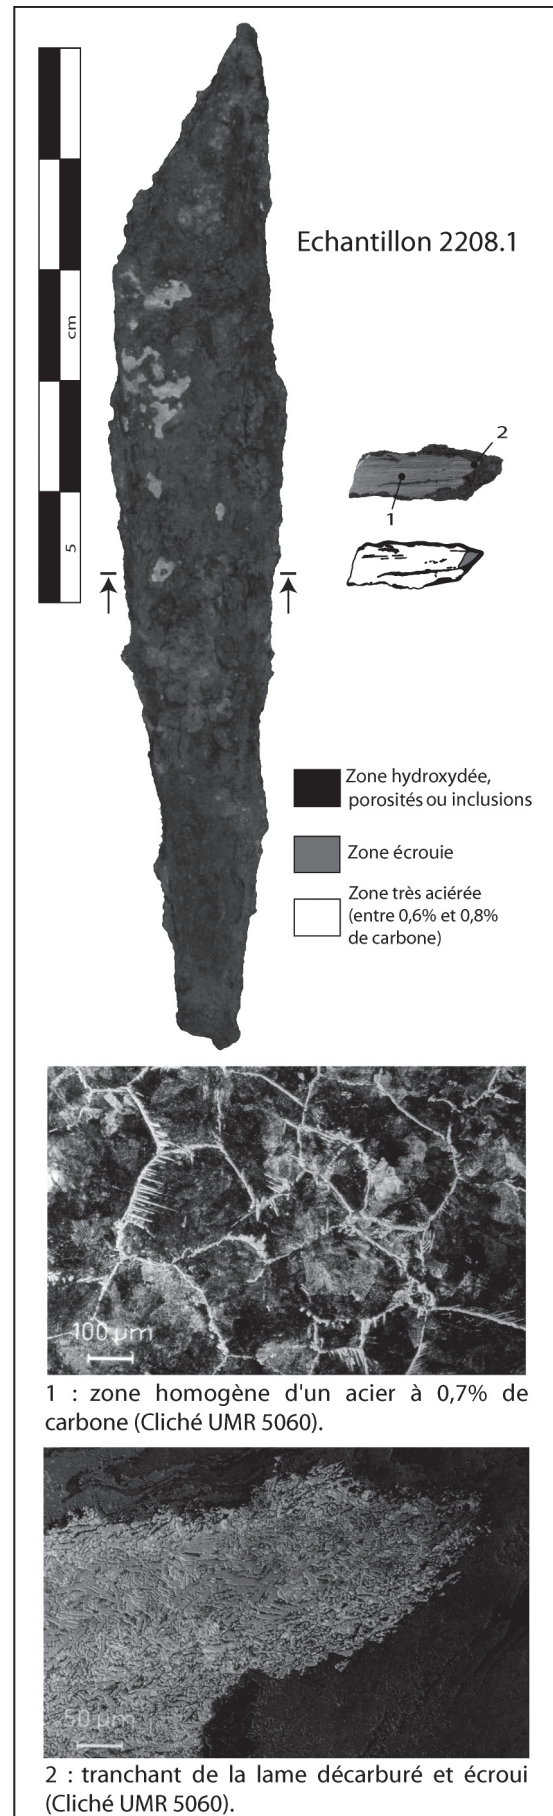 Echantillon 2208.1
cm
5
2
1
Zone hydroxydée,
porosités ou inclusions
Zone écrouie
Zone très aciérée
(entre 0,6% et 0,8%
de carbone)
100 µm
1 : zone homogène d'un acier à 0,7% de
carbone (Cliché UMR 5060).
50 µm
2 : tranchant de la lame décarburé et écroui
(Cliché UMR 5060).